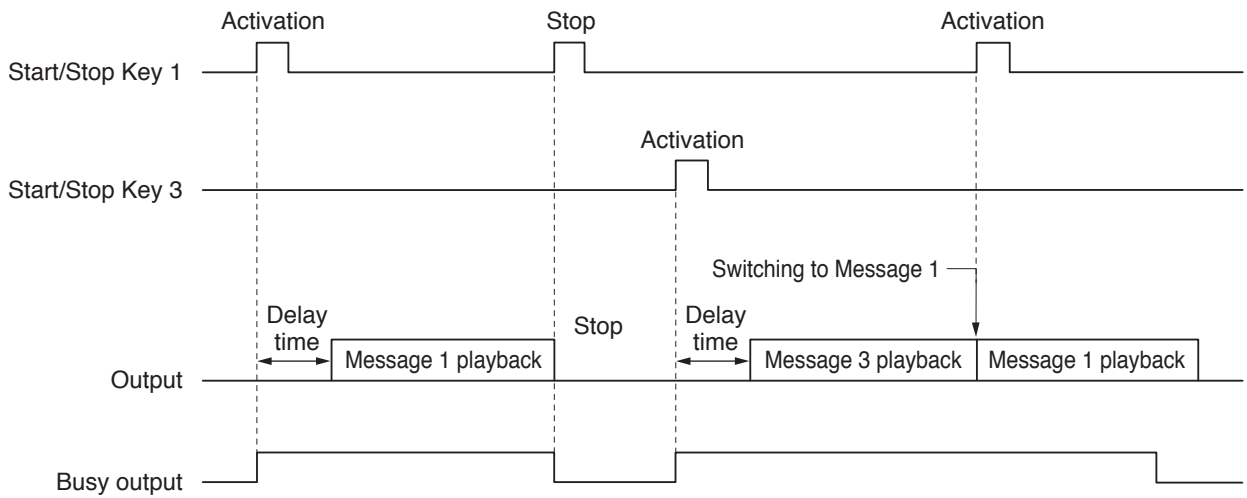 Activation
Stop
Activation
Start/Stop Key 1
Activation
Start/Stop Key 3
Switching to Message 1
Delay
time
Stop
Delay
time
Message 1 playback
Message 3 playback
Message 1 playback
Output
Busy output